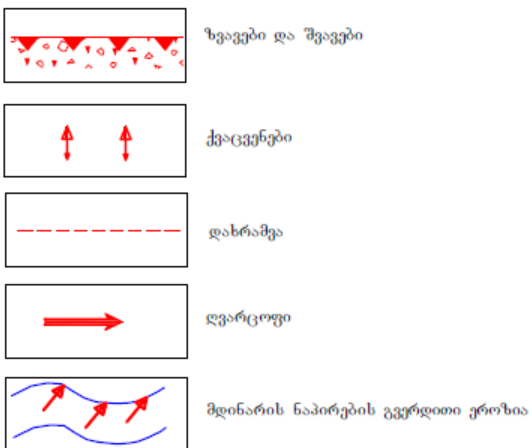 ზვავები და შვავები
ქვაცვენები
დახრამვა
ღვარცოფი
მდინარის ნაპირების გვერდითი ეროზია